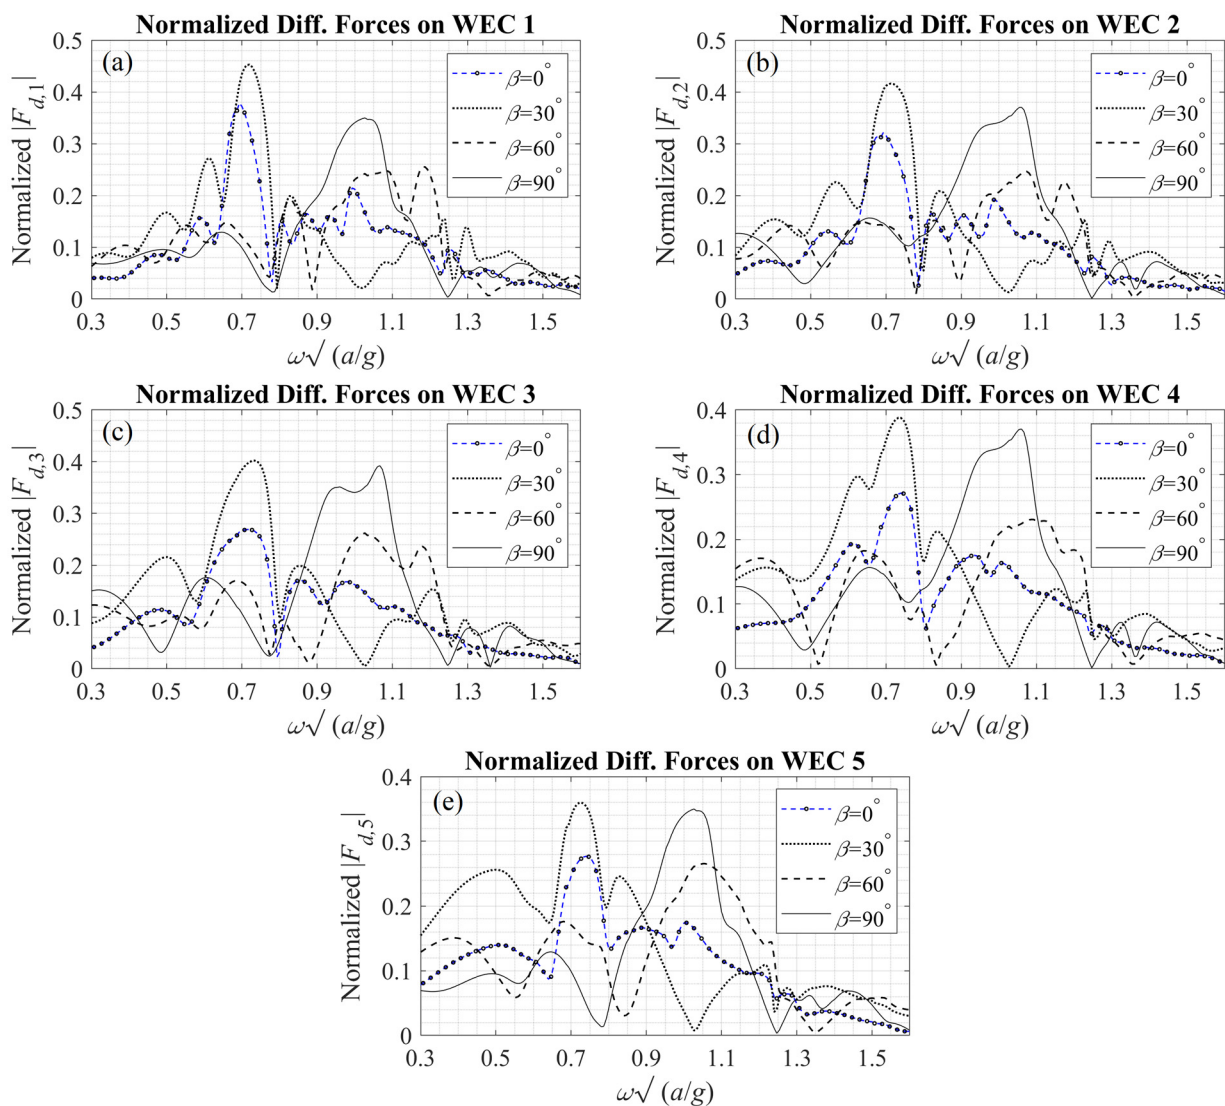 Normalized Diff. Forces on WEC 1
(a)
Normalized |F_{d,1}|
0.5
0.4
0.3
0.2
0.1
0
0.3 0.5 0.7 0.9 1.1 1.3 1.5
ω√ (a/g)
β=0°
β=30°
β=60°
β=90°
Normalized Diff. Forces on WEC 2
(b)
Normalized |F_{d,2}|
0.5
0.4
0.3
0.2
0.1
0
0.3 0.5 0.7 0.9 1.1 1.3 1.5
ω√ (a/g)
β=0°
β=30°
β=60°
β=90°
Normalized Diff. Forces on WEC 3
(c)
Normalized |F_{d,3}|
0.5
0.4
0.3
0.2
0.1
0
0.3 0.5 0.7 0.9 1.1 1.3 1.5
ω√ (a/g)
β=0°
β=30°
β=60°
β=90°
Normalized Diff. Forces on WEC 4
(d)
Normalized |F_{d,4}|
0.4
0.3
0.2
0.1
0
0.3 0.5 0.7 0.9 1.1 1.3 1.5
ω√ (a/g)
β=0°
β=30°
β=60°
β=90°
Normalized Diff. Forces on WEC 5
(e)
Normalized |F_{d,5}|
0.4
0.3
0.2
0.1
0
0.3 0.5 0.7 0.9 1.1 1.3 1.5
ω√ (a/g)
β=0°
β=30°
β=60°
β=90°